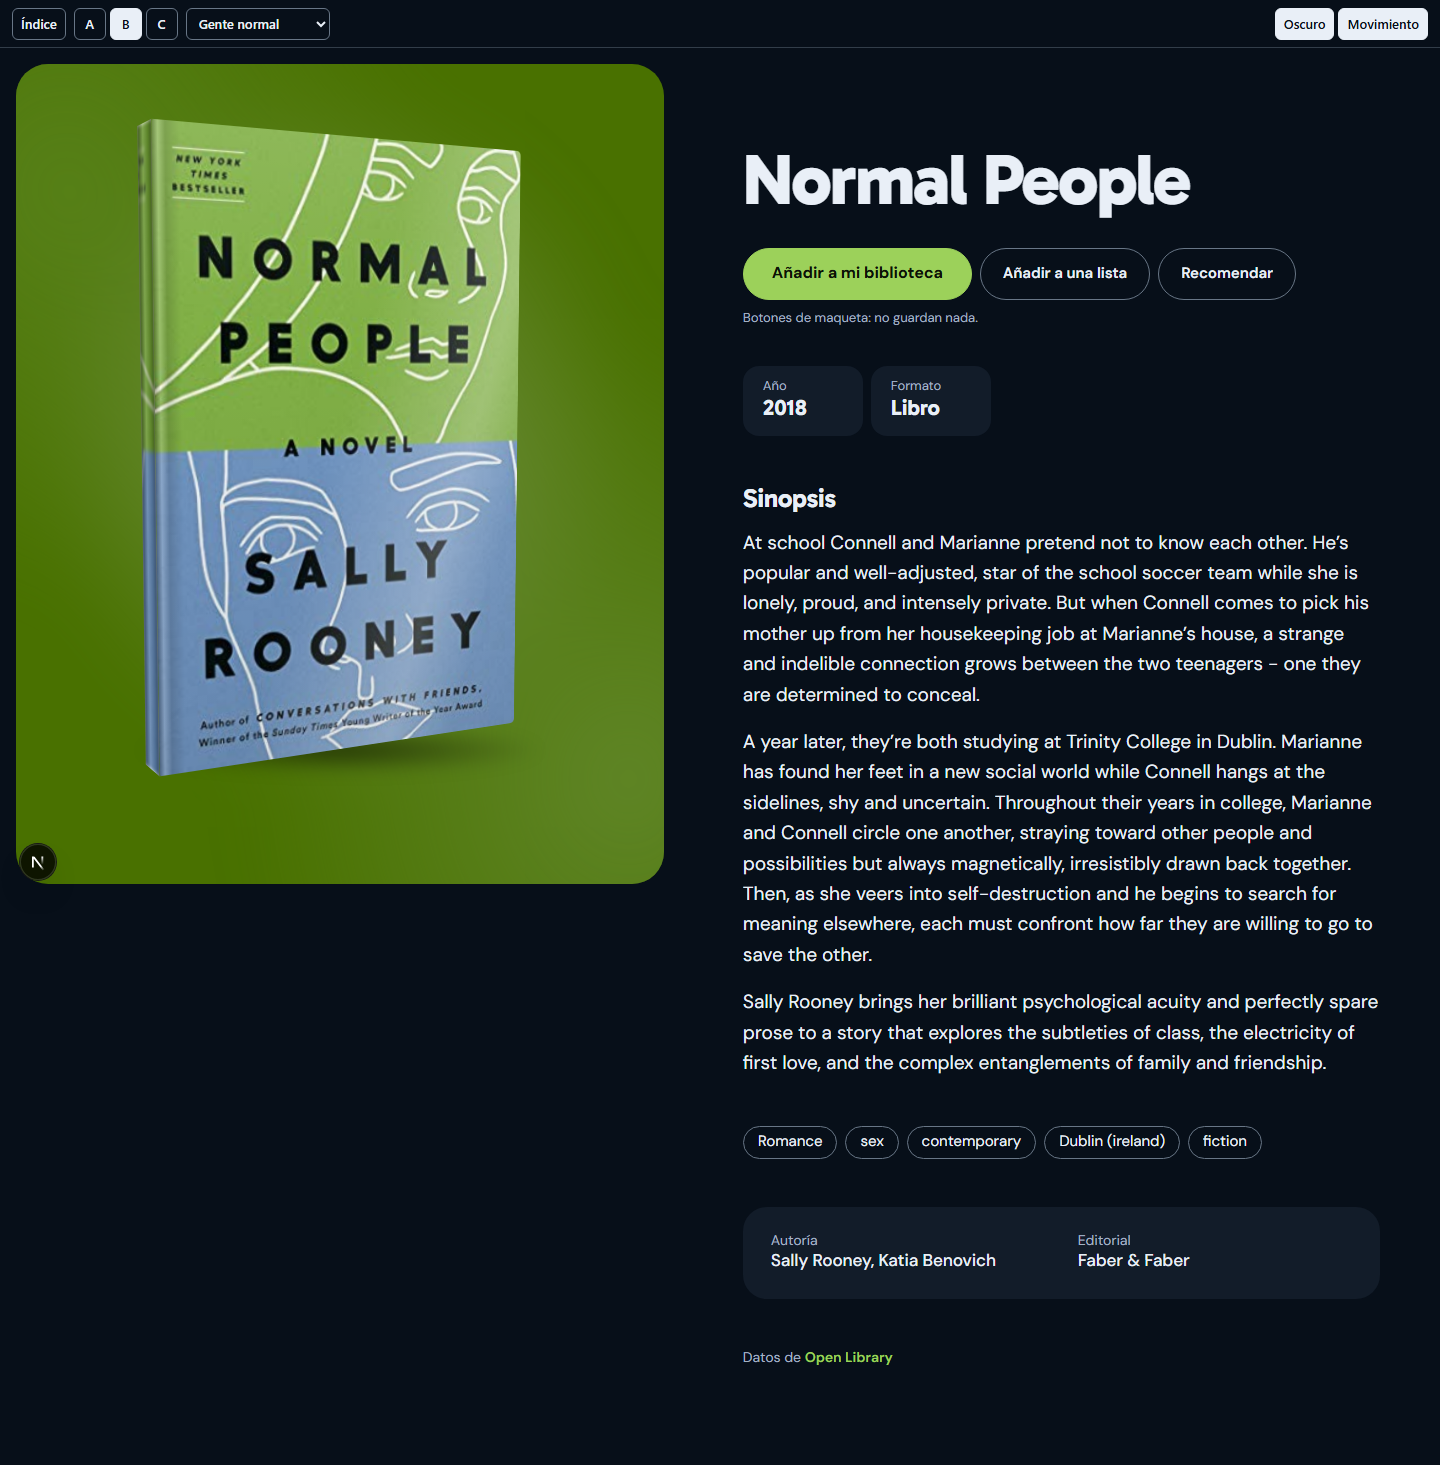 Índice
A
B
C
Gente normal
Oscuro
Movimiento
NEW YORK
TIMES
BESTSELLER
NORMAL
PEOPLE
A NOVEL
SALLY
ROONEY
Author of CONVERSATIONS WITH FRIENDS,
Winner of the Sunday Times Young Writer of the Year Award
N
Normal People
Añadir a mi biblioteca
Añadir a una lista
Recomendar
Botones de maqueta: no guardan nada.
Año
2018
Formato
Libro
Sinopsis
At school Connell and Marianne pretend not to know each other. He’s
popular and well-adjusted, star of the school soccer team while she is
lonely, proud, and intensely private. But when Connell comes to pick his
mother up from her housekeeping job at Marianne’s house, a strange
and indelible connection grows between the two teenagers - one they
are determined to conceal.
A year later, they’re both studying at Trinity College in Dublin. Marianne
has found her feet in a new social world while Connell hangs at the
sidelines, shy and uncertain. Throughout their years in college, Marianne
and Connell circle one another, straying toward other people and
possibilities but always magnetically, irresistibly drawn back together.
Then, as she veers into self-destruction and he begins to search for
meaning elsewhere, each must confront how far they are willing to go to
save the other.
Sally Rooney brings her brilliant psychological acuity and perfectly spare
prose to a story that explores the subtleties of class, the electricity of
first love, and the complex entanglements of family and friendship.
Romance
sex
contemporary
Dublin (ireland)
fiction
Autoría
Sally Rooney, Katia Benovich
Editorial
Faber & Faber
Datos de Open Library